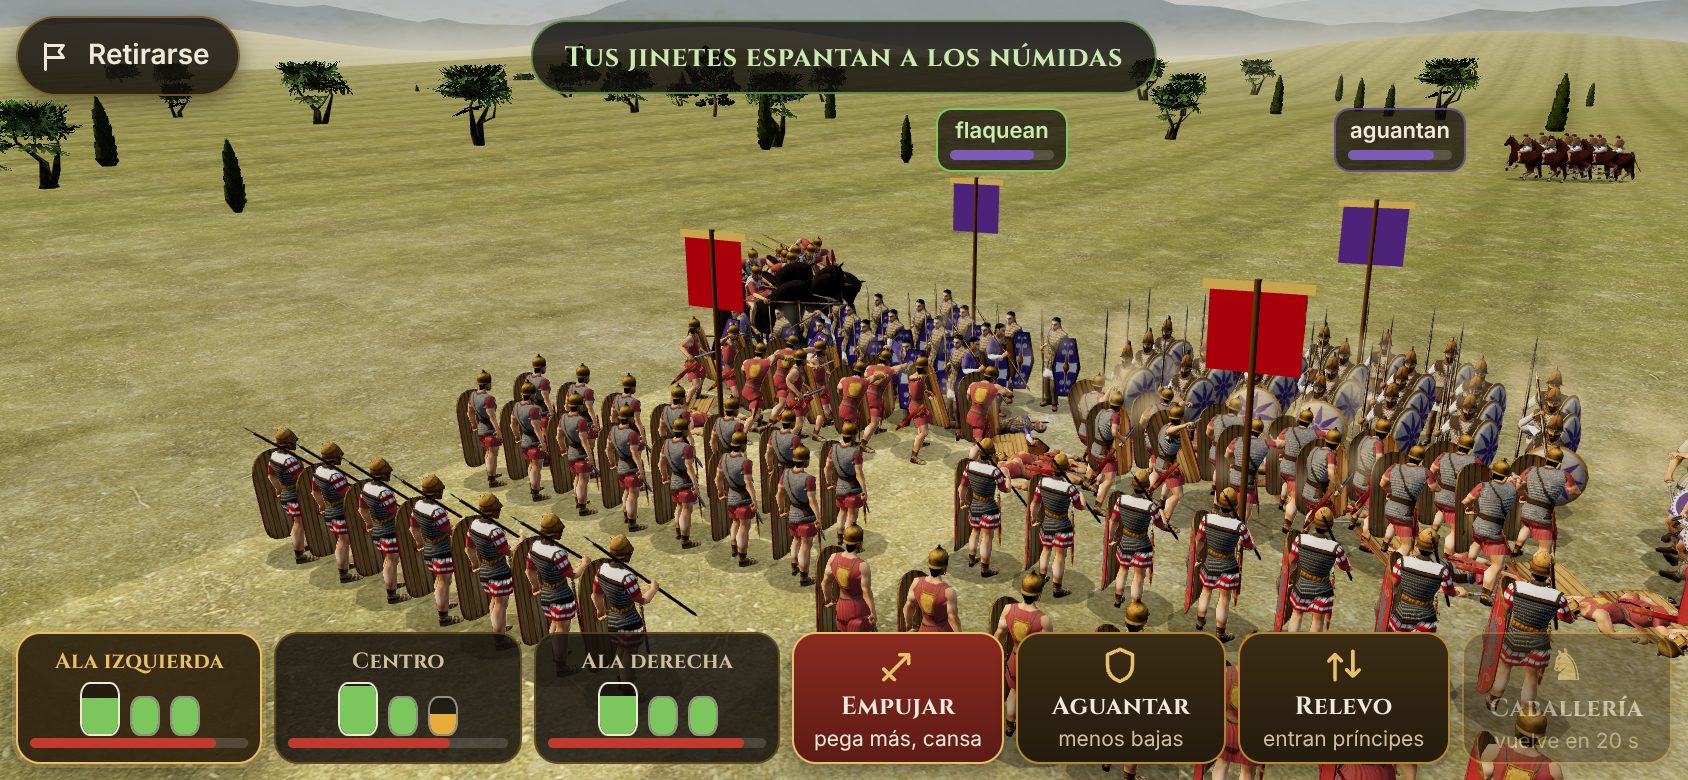 Retirarse
Tus jinetes espantan a los númidas
flaquean
aguantan
Ala izquierda
Centro
Ala derecha
Empujar
pega más, cansa
Aguantar
menos bajas
Relevo
entran príncipes
Caballería
vuelve en 20 s